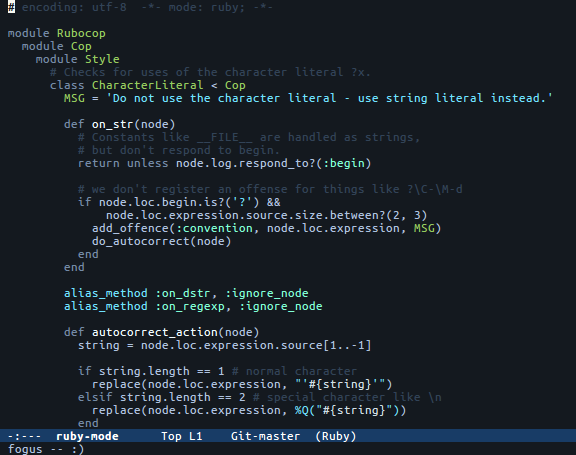 # encoding: utf-8  -*- mode: ruby; -*-

module Rubocop
  module Cop
    module Style
      # Checks for uses of the character literal ?x.
      class CharacterLiteral < Cop
        MSG = 'Do not use the character literal - use string literal instead.'

        def on_str(node)
          # Constants like __FILE__ are handled as strings,
          # but don't respond to begin.
          return unless node.log.respond_to?(:begin)

          # we don't register an offense for things like ?\C-\M-d
          if node.loc.begin.is?('?') &&
              node.loc.expression.source.size.between?(2, 3)
            add_offence(:convention, node.loc.expression, MSG)
            do_autocorrect(node)
          end
        end

        alias_method :on_dstr, :ignore_node
        alias_method :on_regexp, :ignore_node

        def autocorrect_action(node)
          string = node.loc.expression.source[1..-1]

          if string.length == 1 # normal character
            replace(node.loc.expression, "'#{string}'")
          elsif string.length == 2 # special character like \n
            replace(node.loc.expression, %Q("#{string}"))
          end
-:---  ruby-mode      Top L1    Git-master  (Ruby)
fogus -- :)